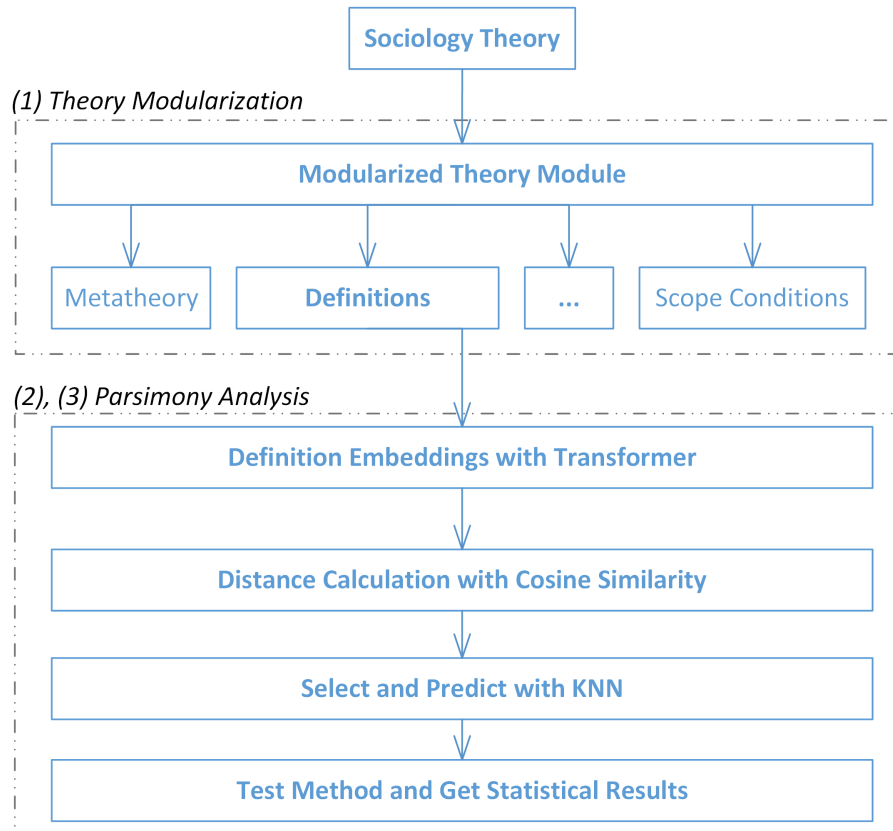 Sociology Theory
(1) Theory Modularization
Modularized Theory Module
Metatheory
Definitions
...
Scope Conditions
(2), (3) Parsimony Analysis
Definition Embeddings with Transformer
Distance Calculation with Cosine Similarity
Select and Predict with KNN
Test Method and Get Statistical Results